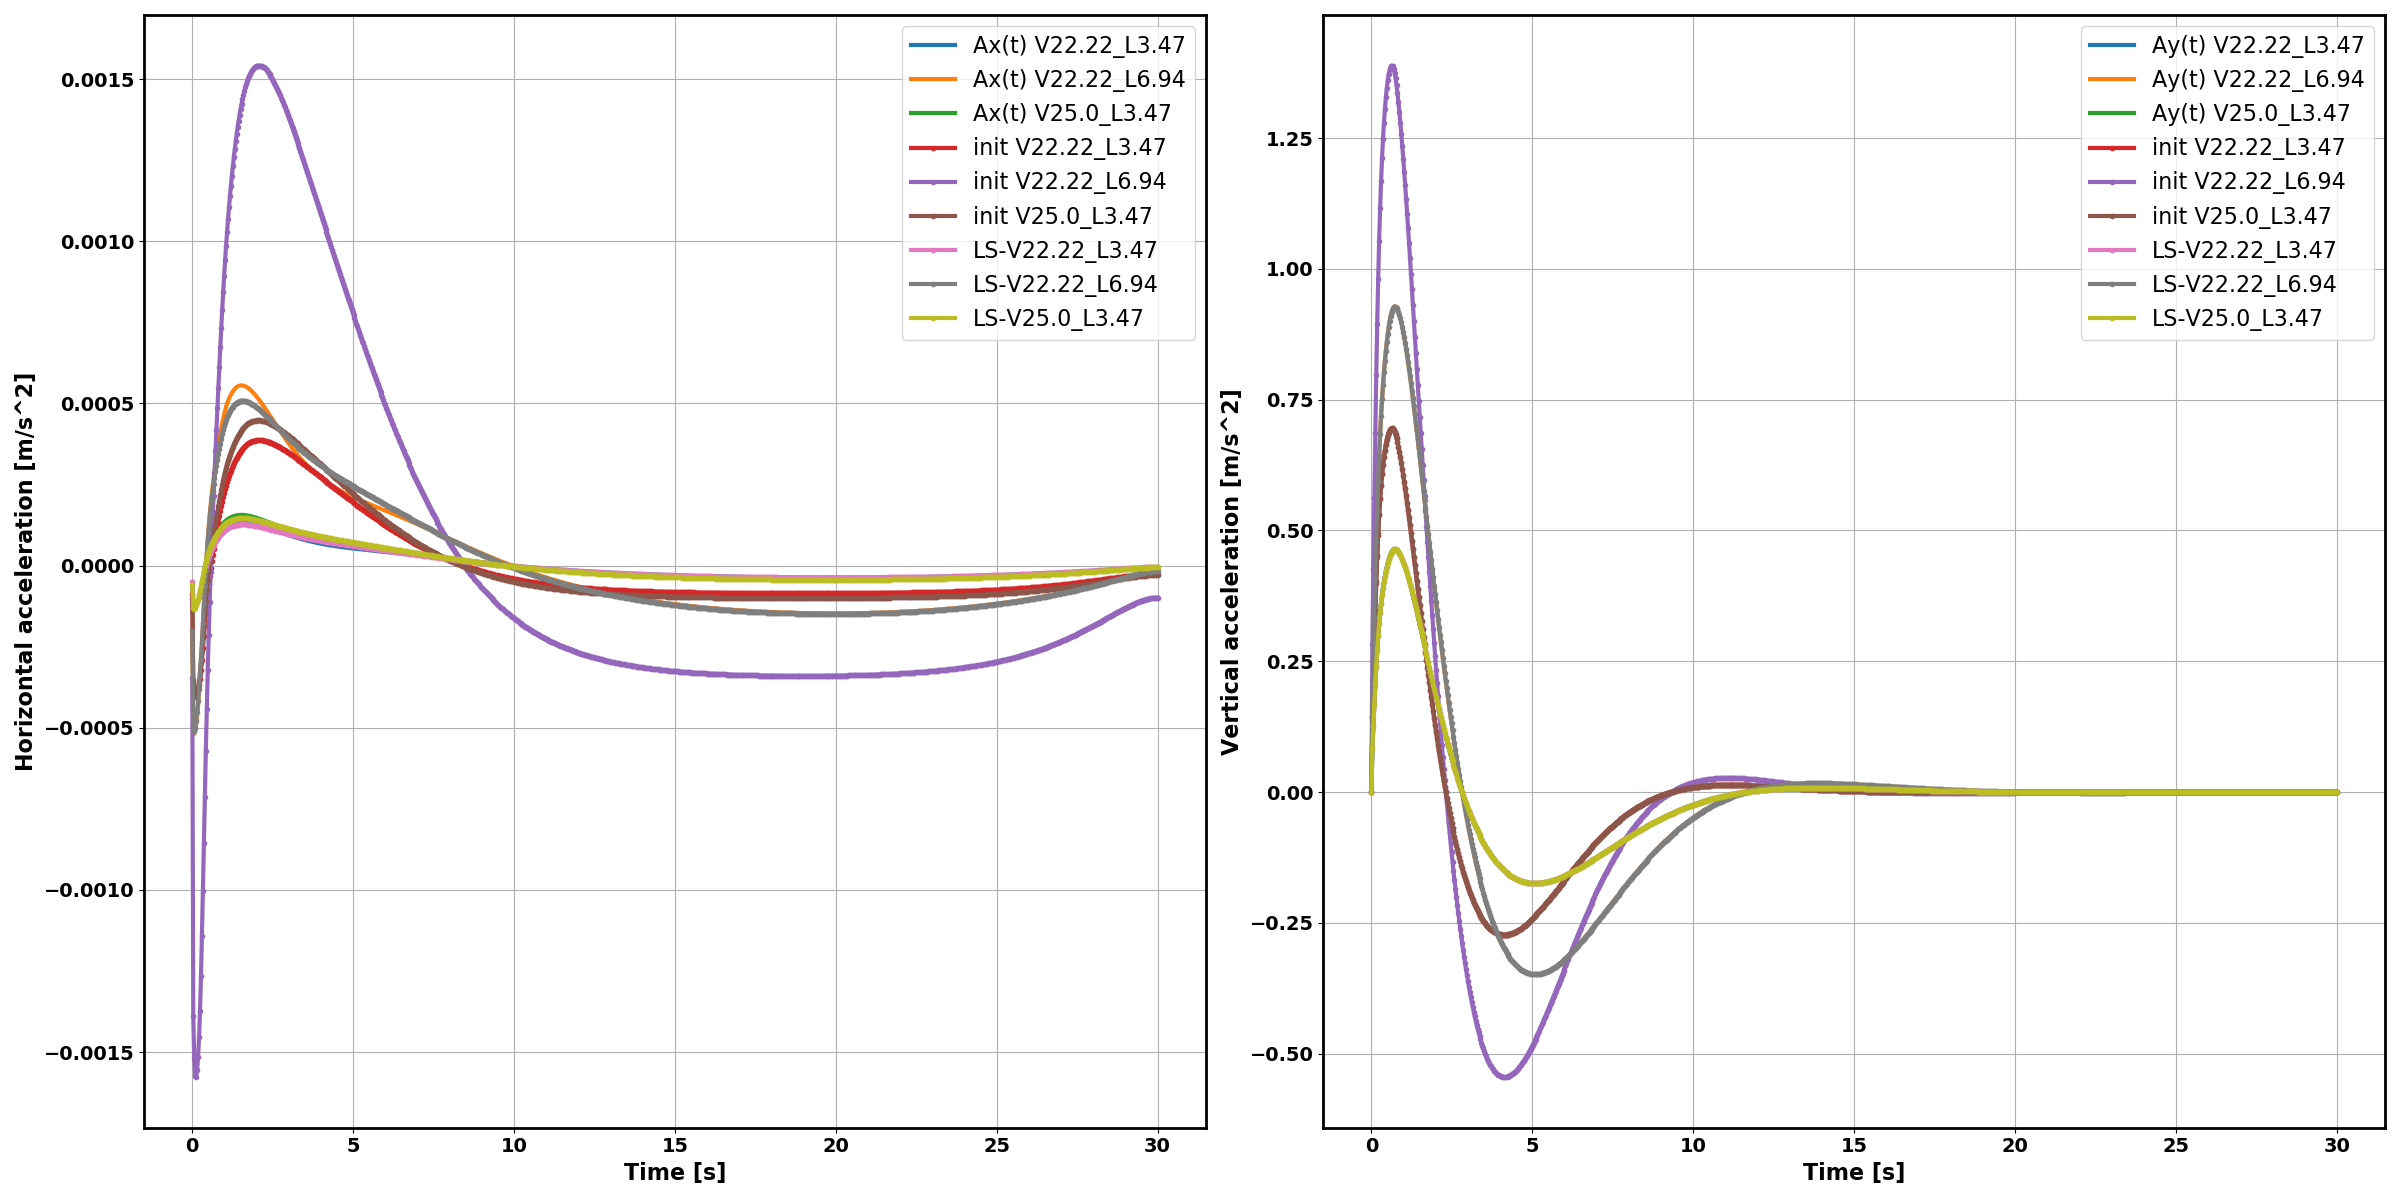 Ax(t) V22.22_L3.47
Ax(t) V22.22_L6.94
Ax(t) V25.0_L3.47
init V22.22_L3.47
init V22.22_L6.94
init V25.0_L3.47
LS-V22.22_L3.47
LS-V22.22_L6.94
LS-V25.0_L3.47
0.0015
0.0010
0.0005
0.0000
−0.0005
−0.0010
−0.0015
Horizontal acceleration [m/s^2]
0 5 10 15 20 25 30
Time [s]
Ay(t) V22.22_L3.47
Ay(t) V22.22_L6.94
Ay(t) V25.0_L3.47
init V22.22_L3.47
init V22.22_L6.94
init V25.0_L3.47
LS-V22.22_L3.47
LS-V22.22_L6.94
LS-V25.0_L3.47
1.25
1.00
0.75
0.50
0.25
0.00
−0.25
−0.50
Vertical acceleration [m/s^2]
0 5 10 15 20 25 30
Time [s]